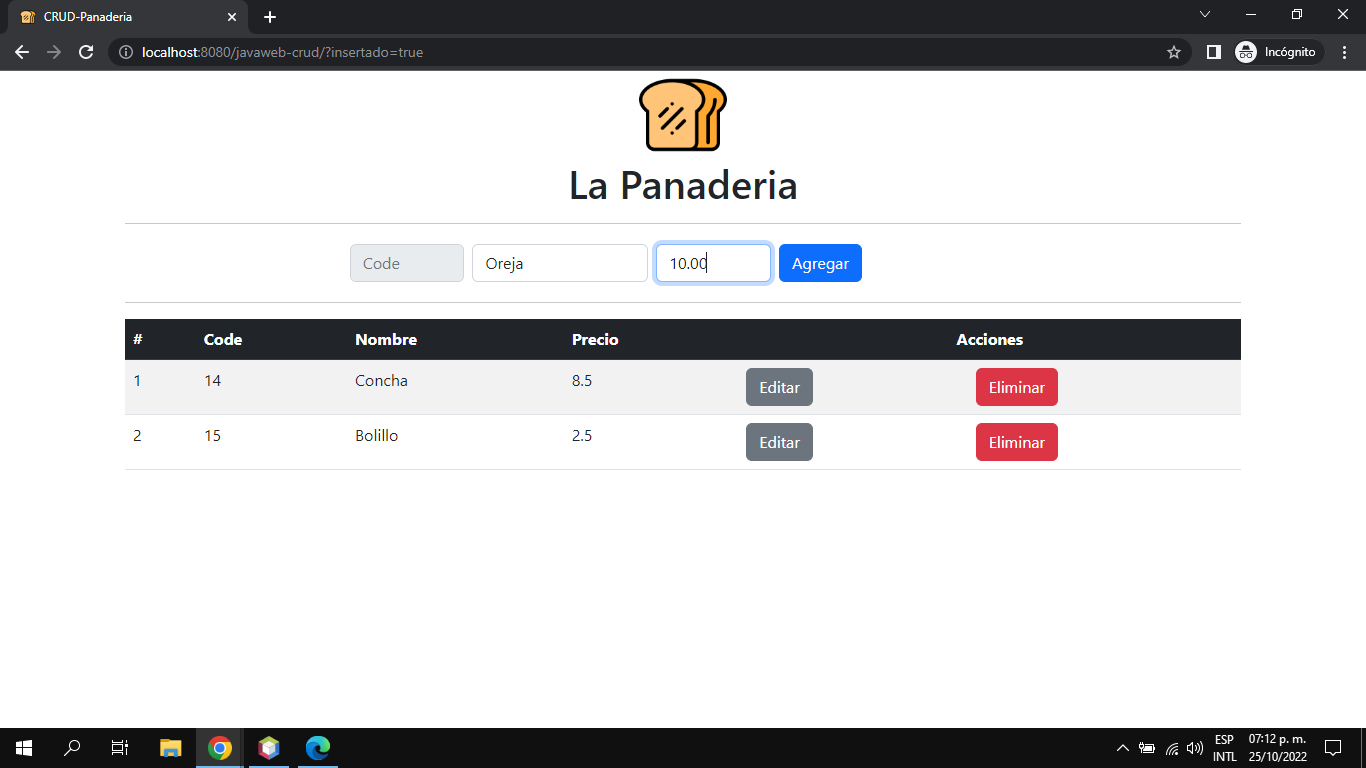 CRUD-Panaderia
localhost:8080/javaweb-crud/?insertado=true
Incógnito
La Panaderia
Code Oreja 10.00 Agregar
# Code Nombre Precio Acciones
1 14 Concha 8.5 Editar Eliminar
2 15 Bolillo 2.5 Editar Eliminar
ESP 07:12 p. m.
INTL 25/10/2022